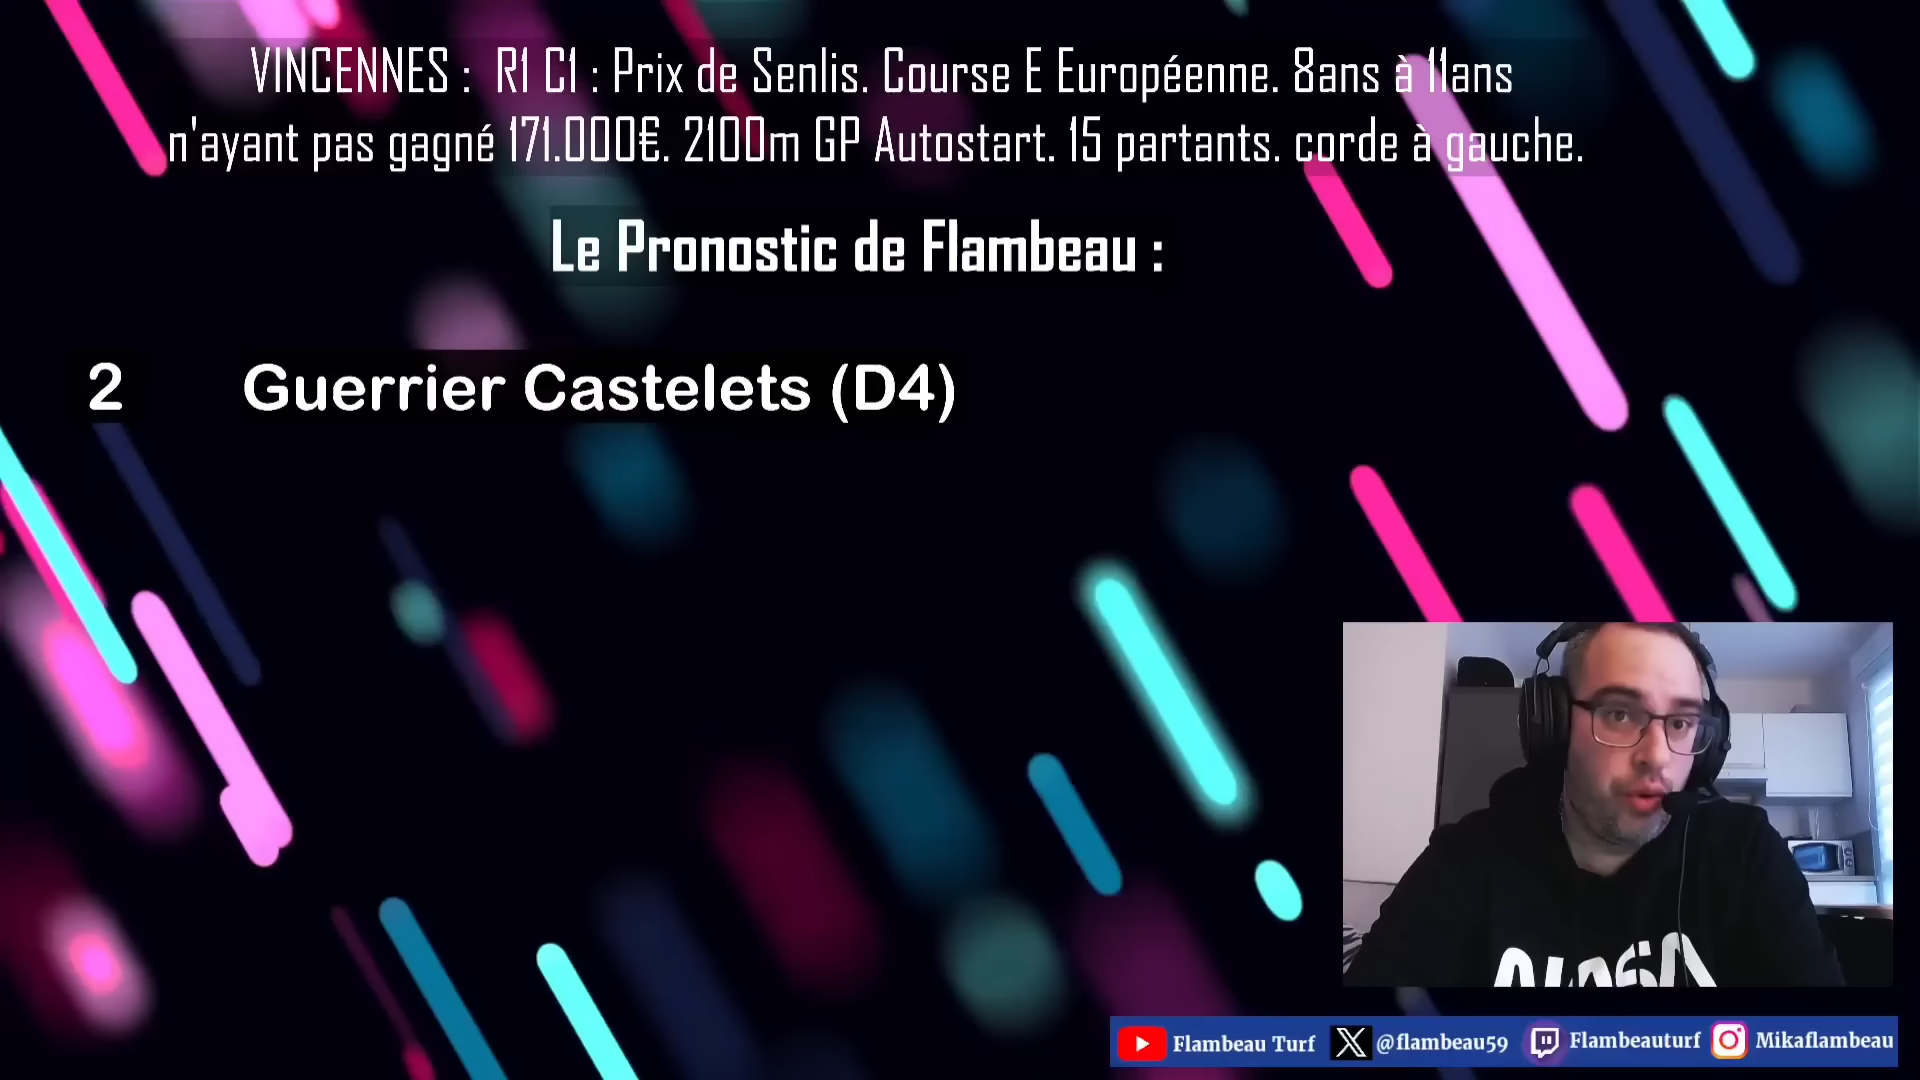 VINCENNES : R1 C1 : Prix de Senlis. Course E Européenne. 8ans à 11ans
n'ayant pas gagné 171.000€. 2100m GP Autostart. 15 partants. corde à gauche.
Le Pronostic de Flambeau :
2 Guerrier Castelets (D4)
Flambeau Turf @flambeau59 Flambeauturf Mikaflambeau